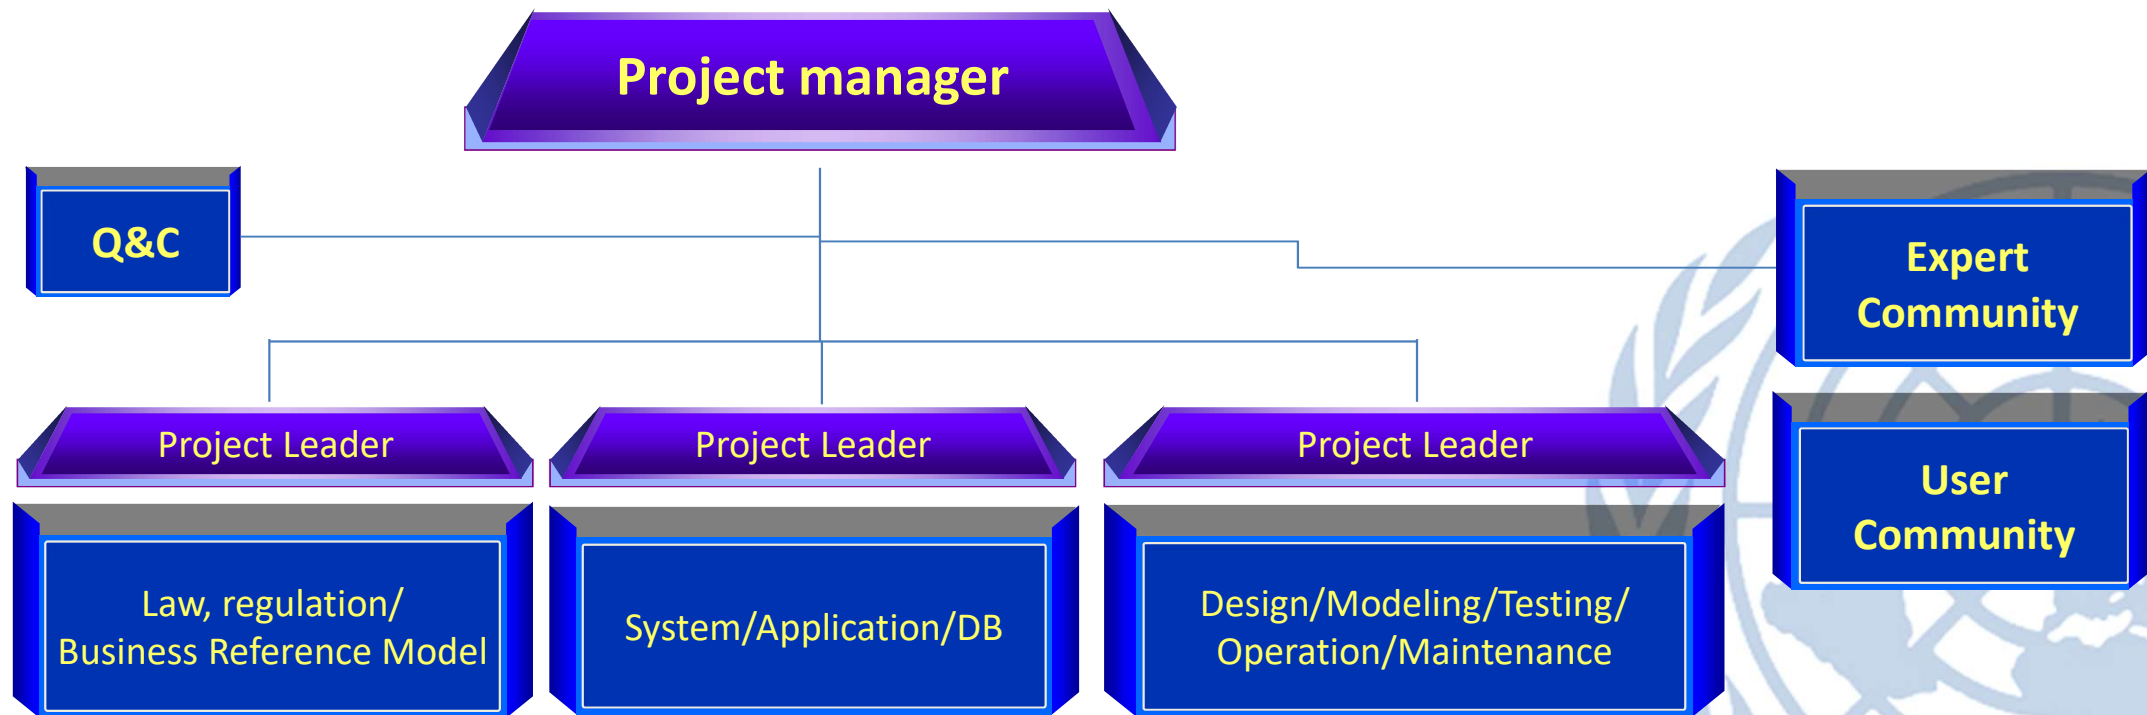 Project manager
Q&C
Expert
Community
Project Leader
Project Leader
Project Leader
User
Community
Law, regulation/
Business Reference Model
System/Application/DB
Design/Modeling/Testing/
Operation/Maintenance